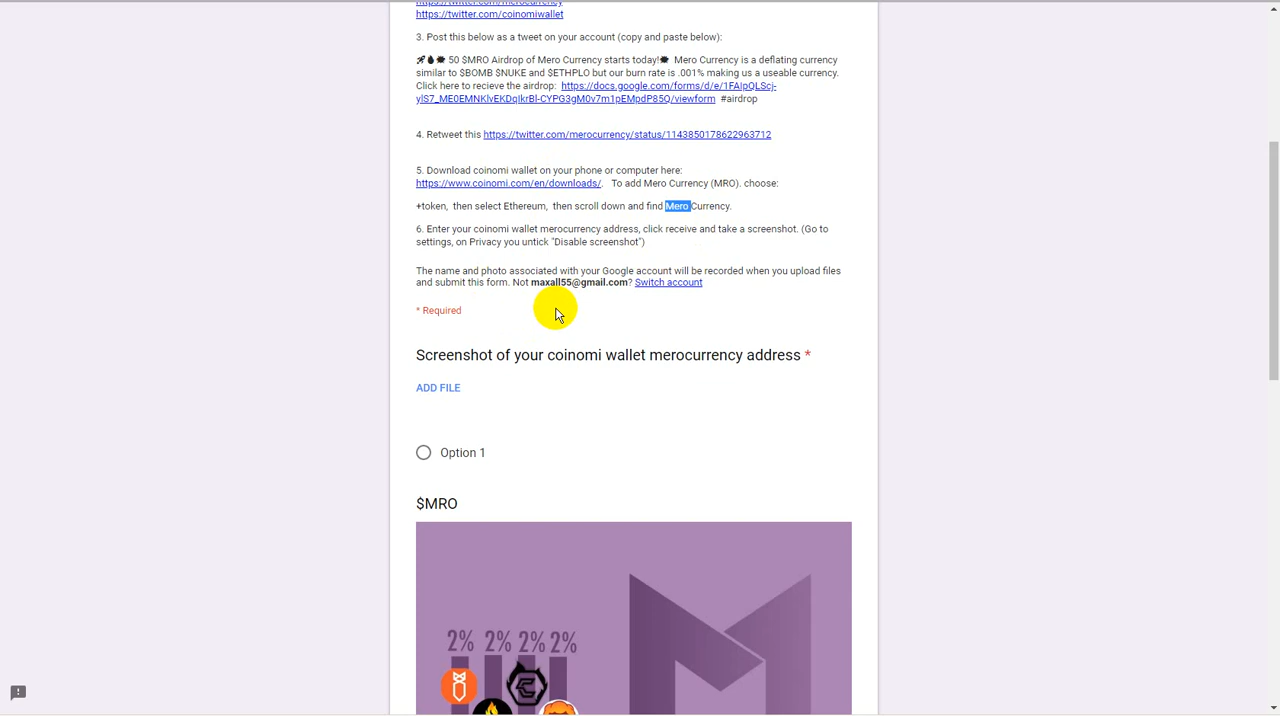 https://twitter.com/merocurrency
https://twitter.com/coinomiwallet
3. Post this below as a tweet on your account (copy and paste below):
🚀💣💥 50 $MRO Airdrop of Mero Currency starts today!💥 Mero Currency is a deflating currency
similar to $BOMB $NUKE and $ETHPLO but our burn rate is .001% making us a useable currency.
Click here to recieve the airdrop: https://docs.google.com/forms/d/e/1FAIpQLScj-
ylS7_ME0EMNKlvEKDqIkrBl-CYPG3gM0v7m1pEMpdP85Q/viewform #airdrop
4. Retweet this https://twitter.com/merocurrency/status/1143850178622963712
5. Download coinomi wallet on your phone or computer here:
https://www.coinomi.com/en/downloads/. To add Mero Currency (MRO). choose:
+token, then select Ethereum, then scroll down and find Mero Currency.
6. Enter your coinomi wallet merocurrency address, click receive and take a screenshot. (Go to
settings, on Privacy you untick "Disable screenshot")
The name and photo associated with your Google account will be recorded when you upload files
and submit this form. Not maxall55@gmail.com? Switch account
* Required
Screenshot of your coinomi wallet merocurrency address *
ADD FILE
Option 1
$MRO
2% 2% 2% 2%